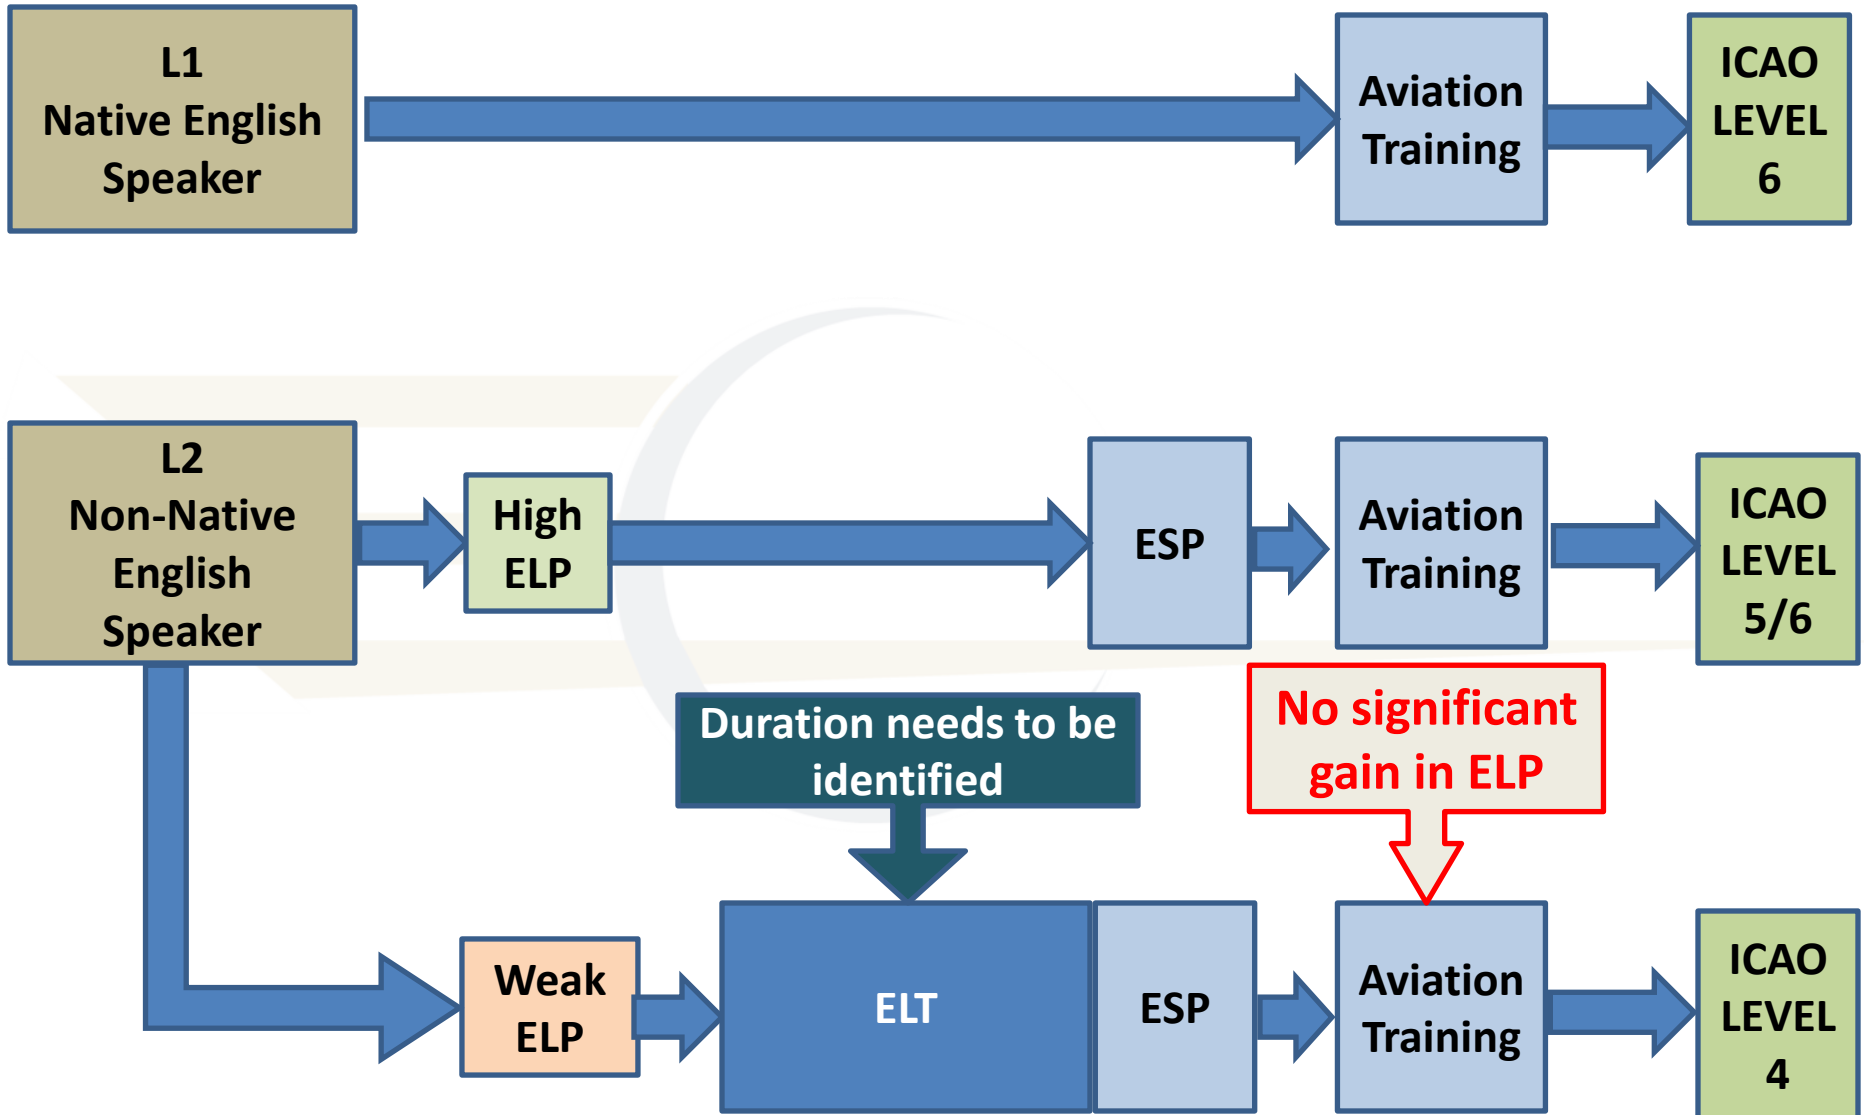 L1
Native English
Speaker
Aviation
Training
ICAO
LEVEL
6
L2
Non-Native
English
Speaker
High
ELP
ESP
Aviation
Training
ICAO
LEVEL
5/6
Duration needs to be
identified
No significant
gain in ELP
Weak
ELP
ELT
ESP
Aviation
Training
ICAO
LEVEL
4